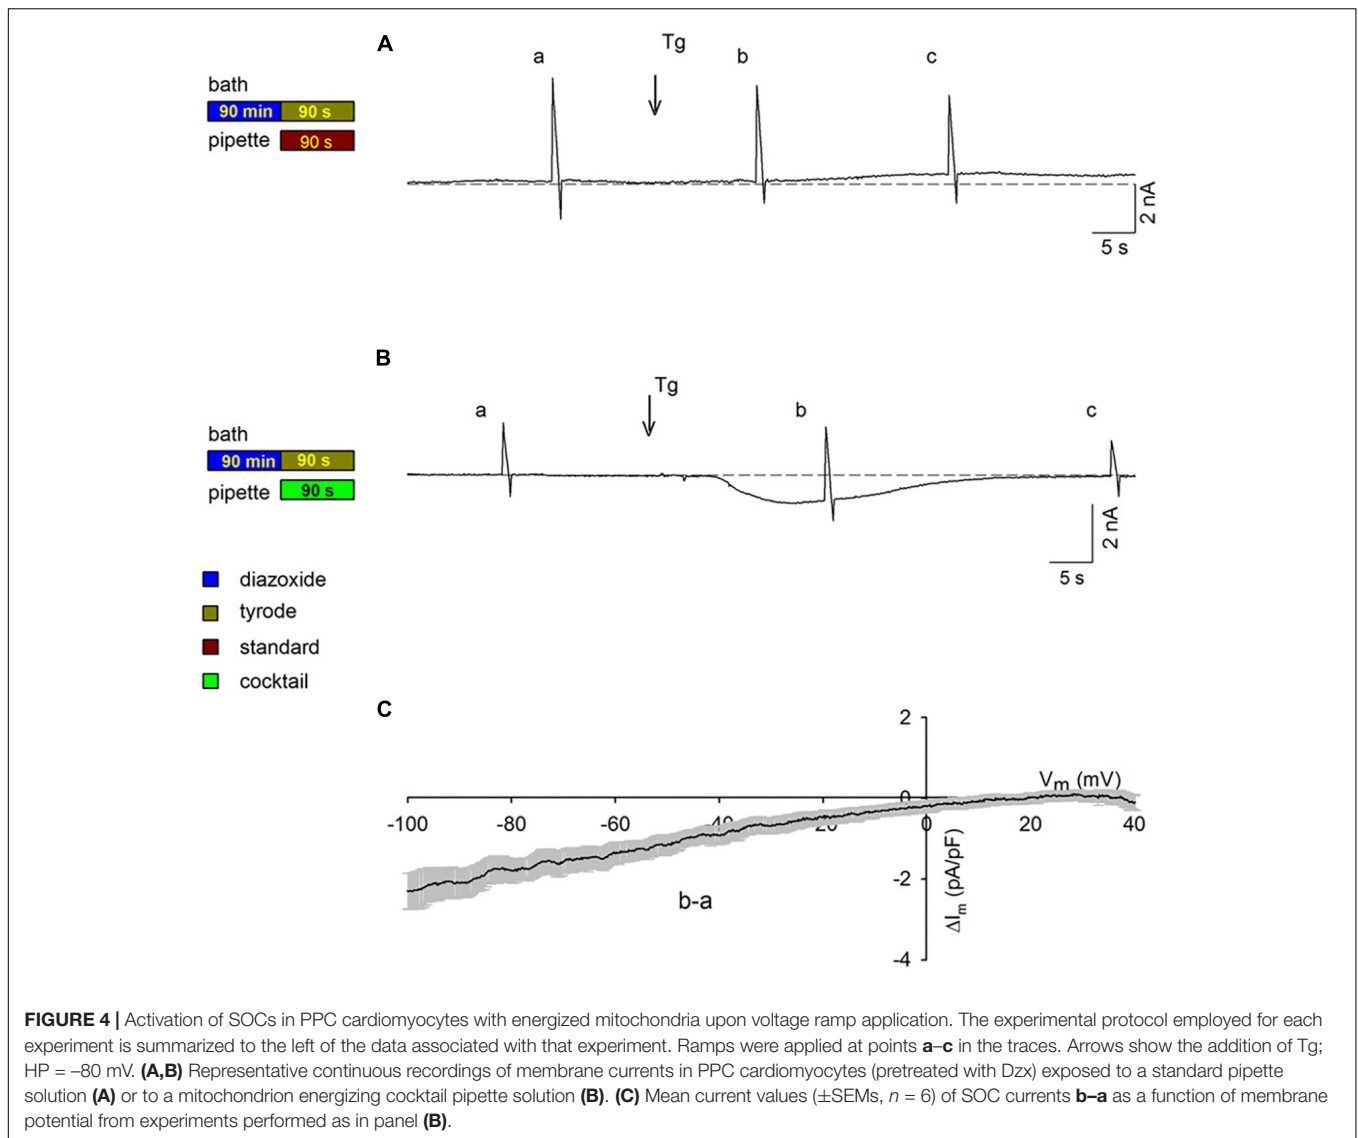 A
a
Tg
b
c
bath
90 min 90 s
pipette 90 s
2 nA
5 s
B
a
Tg
b
c
bath
90 min 90 s
pipette 90 s
2 nA
5 s
diazoxide
tyrode
standard
cocktail
C
2
Vm (mV)
0
-100 -80 -60 -40 -20 0 20 40
-2
b-a
ΔIm (pA/pF)
-4
FIGURE 4 | Activation of SOCs in PPC cardiomyocytes with energized mitochondria upon voltage ramp application. The experimental protocol employed for each
experiment is summarized to the left of the data associated with that experiment. Ramps were applied at points a–c in the traces. Arrows show the addition of Tg;
HP = –80 mV. (A,B) Representative continuous recordings of membrane currents in PPC cardiomyocytes (pretreated with Dzx) exposed to a standard pipette
solution (A) or to a mitochondrion energizing cocktail pipette solution (B). (C) Mean current values (±SEMs, n = 6) of SOC currents b–a as a function of membrane
potential from experiments performed as in panel (B).